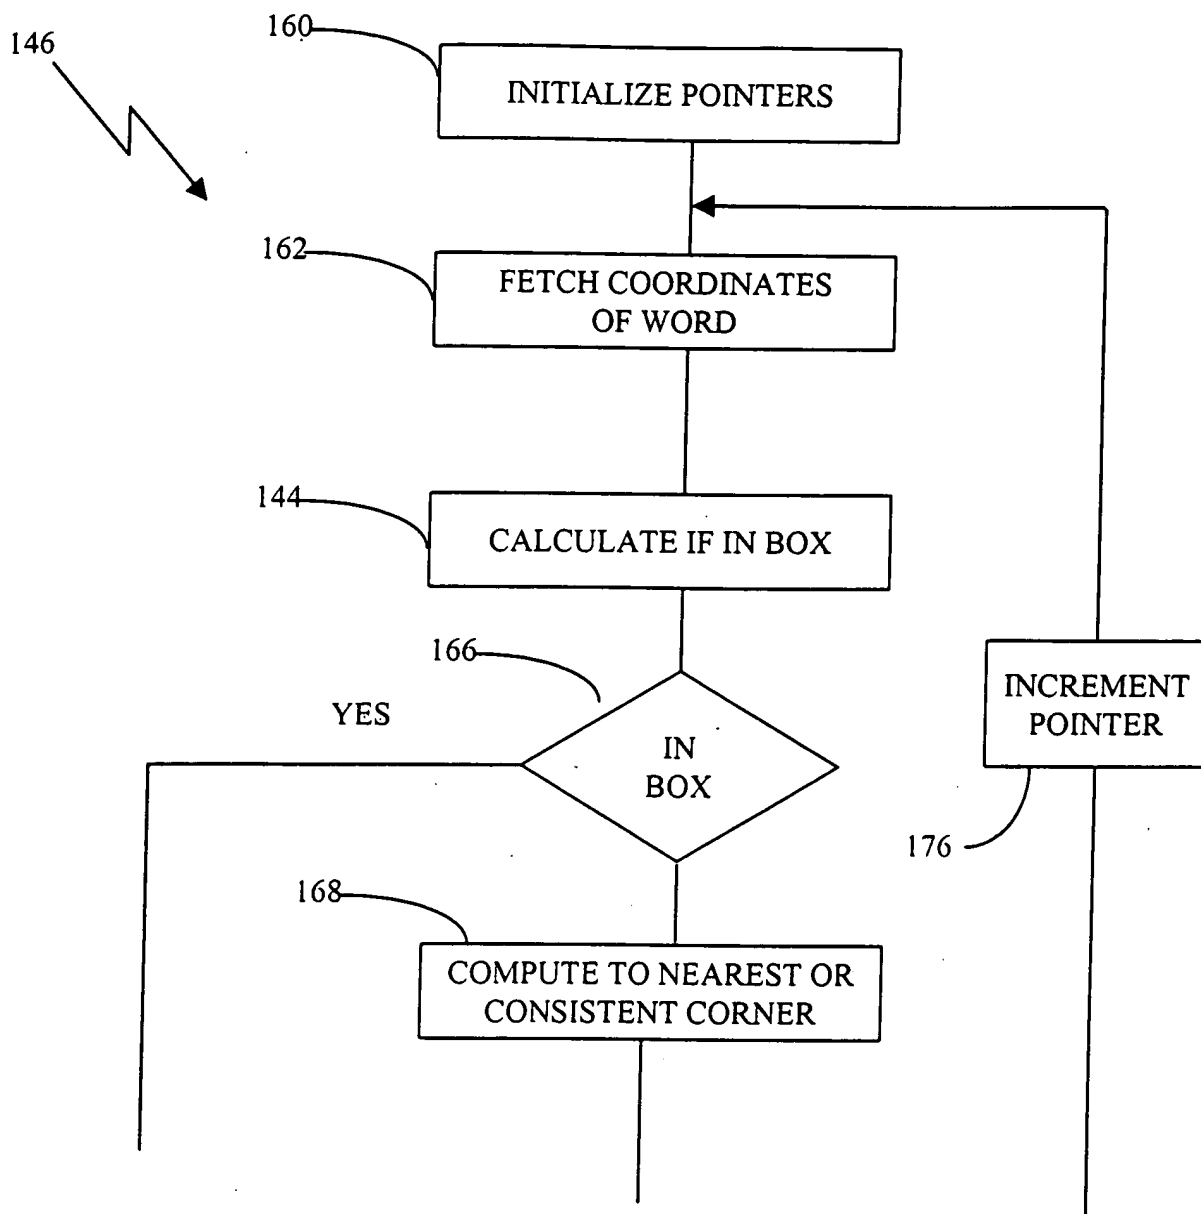 146
160
INITIALIZE POINTERS
162
FETCH COORDINATES
OF WORD
144
CALCULATE IF IN BOX
166
YES
IN
BOX
INCREMENT
POINTER
176
168
COMPUTE TO NEAREST OR
CONSISTENT CORNER